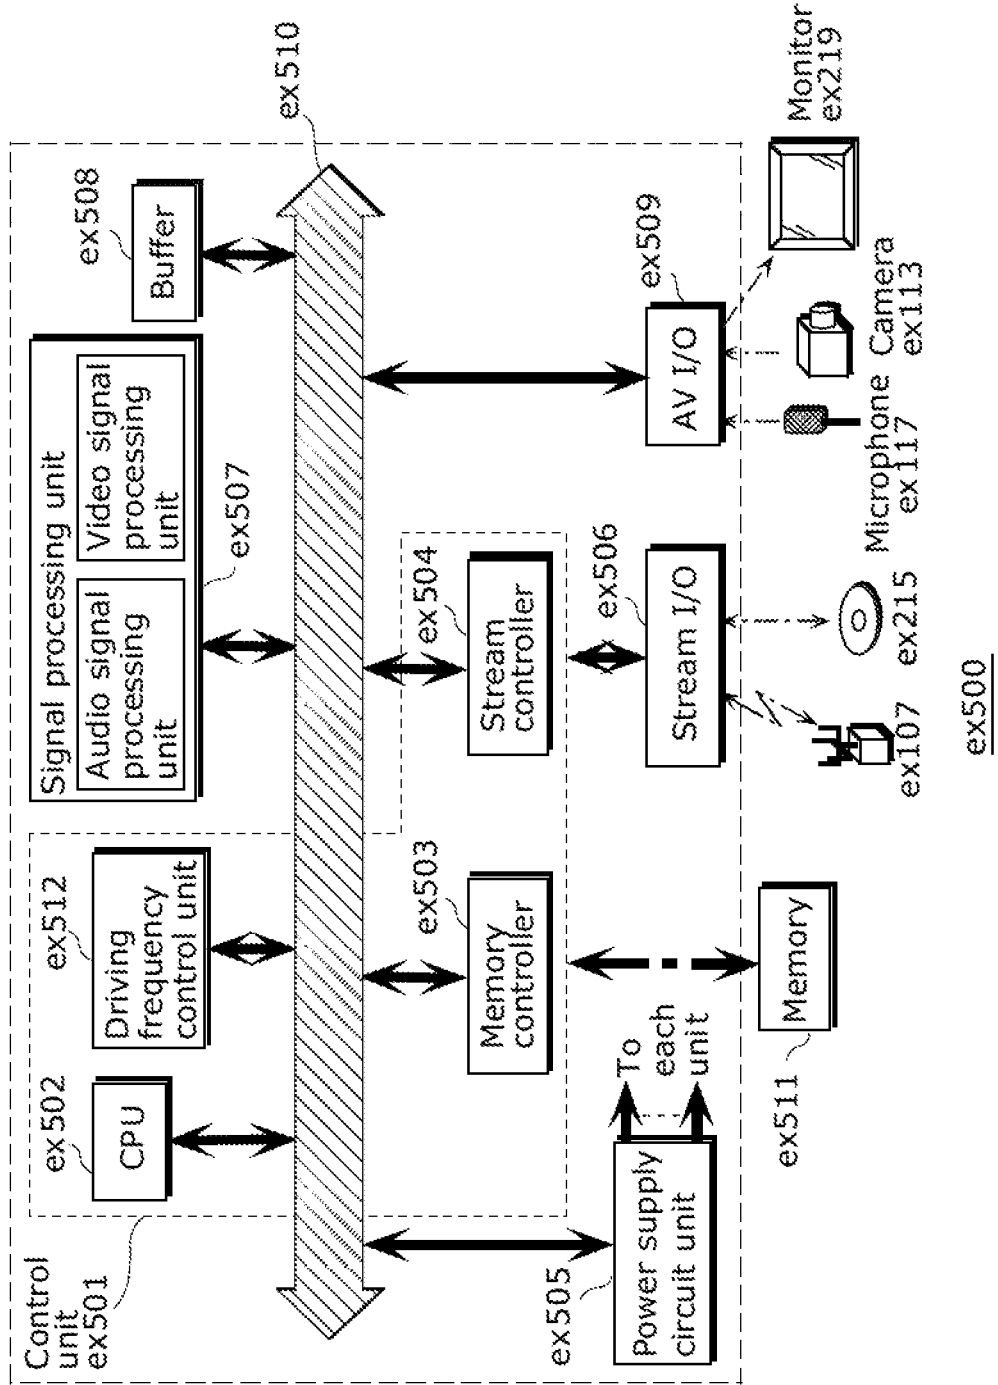 Control
unit
ex501
ex502
CPU
ex512
Driving
frequency
control unit
Signal processing unit
Audio signal
processing
unit
Video signal
processing
unit
ex507
ex508
Buffer
ex510
ex503
Memory
controller
ex504
Stream
controller
ex505
Power supply
circuit unit
To
each
unit
ex506
Stream I/O
ex509
AV I/O
ex511
Memory
ex107
ex215
Microphone
ex117
Camera
ex113
Monitor
ex219
ex500